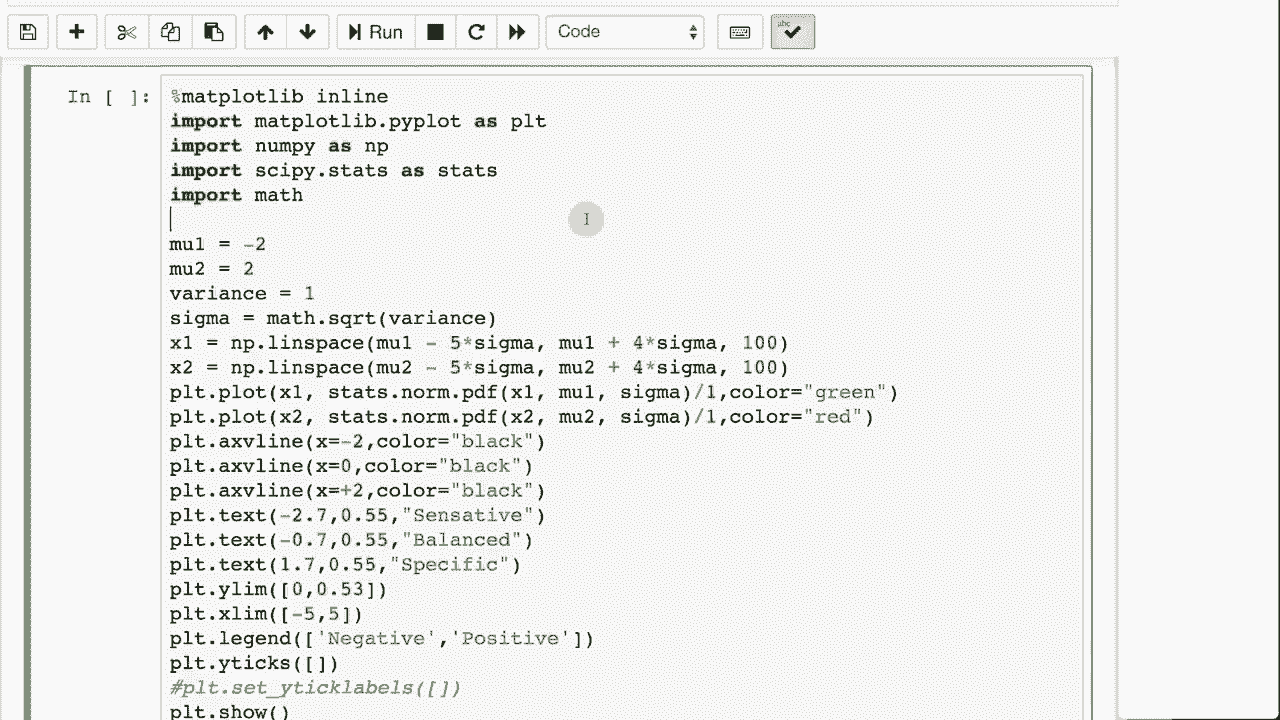 Run
Code
abc
In [ ]:
%matplotlib inline
import matplotlib.pyplot as plt
import numpy as np
import scipy.stats as stats
import math
mu1 = -2
mu2 = 2
variance = 1
sigma = math.sqrt(variance)
x1 = np.linspace(mu1 - 5*sigma, mu1 + 4*sigma, 100)
x2 = np.linspace(mu2 - 5*sigma, mu2 + 4*sigma, 100)
plt.plot(x1, stats.norm.pdf(x1, mu1, sigma)/1,color="green")
plt.plot(x2, stats.norm.pdf(x2, mu2, sigma)/1,color="red")
plt.axvline(x=-2,color="black")
plt.axvline(x=0,color="black")
plt.axvline(x=+2,color="black")
plt.text(-2.7,0.55,"Sensative")
plt.text(-0.7,0.55,"Balanced")
plt.text(1.7,0.55,"Specific")
plt.ylim([0,0.53])
plt.xlim([-5,5])
plt.legend(['Negative','Positive'])
plt.yticks([])
#plt.set_yticklabels([])
plt.show()